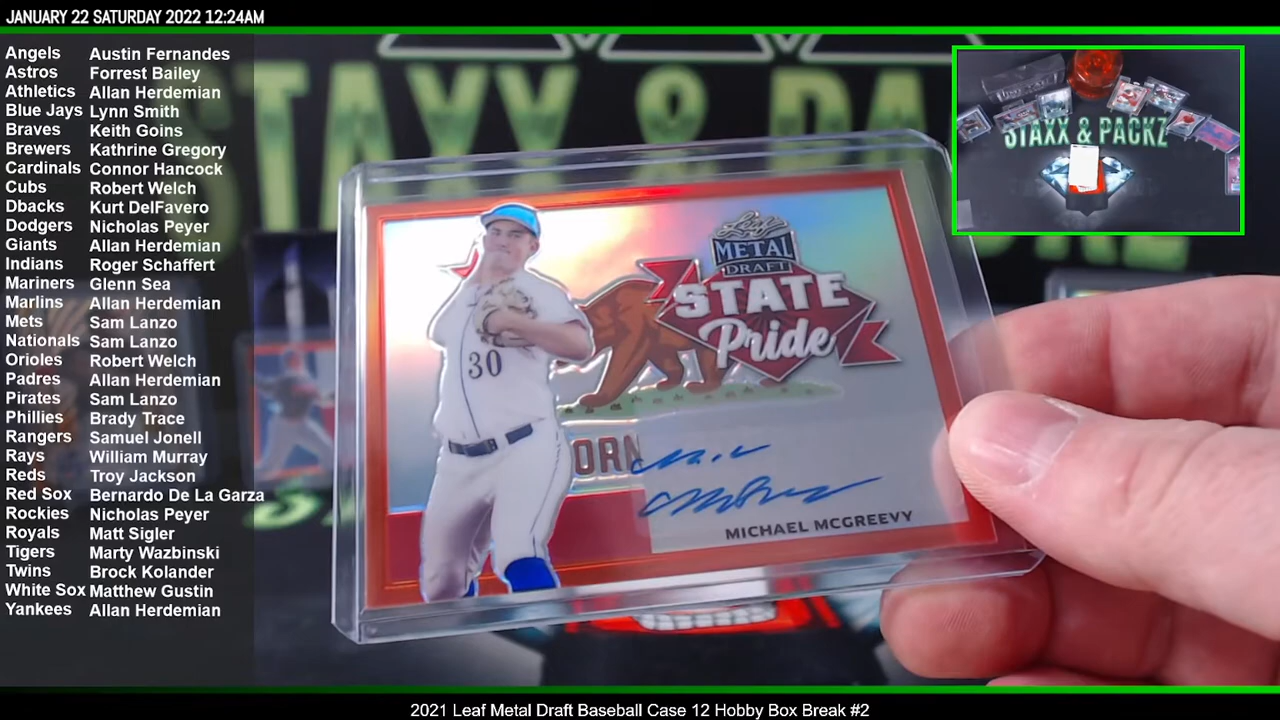 JANUARY 22 SATURDAY 2022 12:24AM
Angels Austin Fernandes
Astros Forrest Bailey
Athletics Allan Herdemian
Blue Jays Lynn Smith
Braves Keith Goins
Brewers Kathrine Gregory
Cardinals Connor Hancock
Cubs Robert Welch
Dbacks Kurt DelFavero
Dodgers Nicholas Peyer
Giants Allan Herdemian
Indians Roger Schaffert
Mariners Glenn Sea
Marlins Allan Herdemian
Mets Sam Lanzo
Nationals Sam Lanzo
Orioles Robert Welch
Padres Allan Herdemian
Pirates Sam Lanzo
Phillies Brady Trace
Rangers Samuel Jonell
Rays William Murray
Reds Troy Jackson
Red Sox Bernardo De La Garza
Rockies Nicholas Peyer
Royals Matt Sigler
Tigers Marty Wazbinski
Twins Brock Kolander
White Sox Matthew Gustin
Yankees Allan Herdemian
STAXX & PA
Leaf
METAL
DRAFT
STATE
Pride
30
ORN
MICHAEL MCGREEVY
STAXX & PACKZ
2021 Leaf Metal Draft Baseball Case 12 Hobby Box Break #2